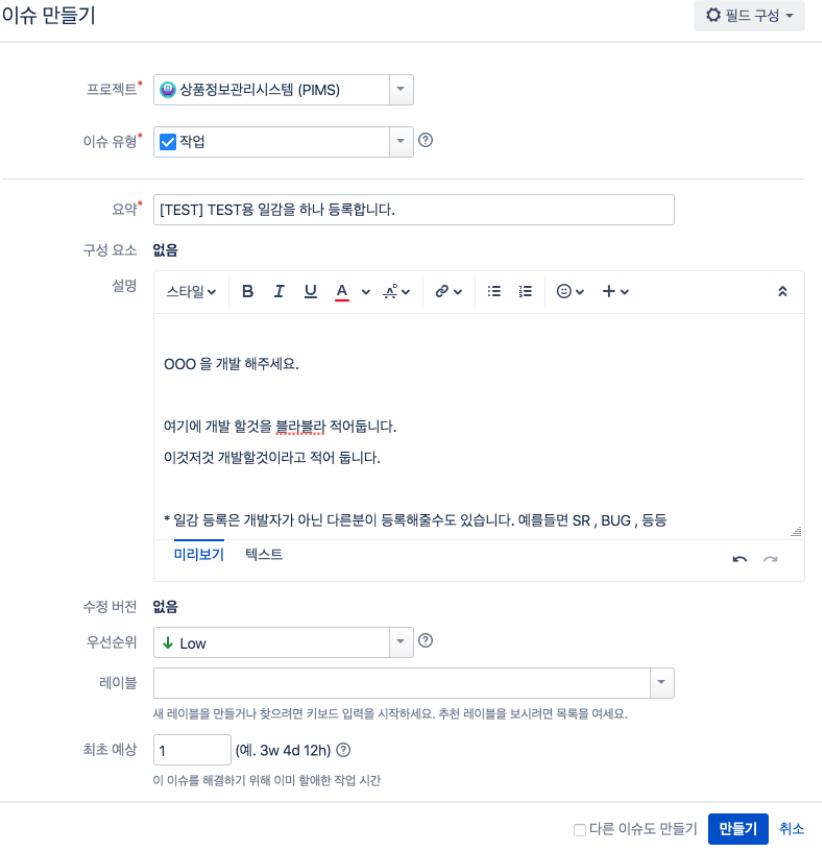 이슈 만들기
필드 구성
프로젝트*
상품정보관리시스템 (PIMS)
이슈 유형*
작업
요약*
[TEST] TEST용 일감을 하나 등록합니다.
구성 요소 없음
설명
스타일 B I U A
OOO 을 개발 해주세요.
여기에 개발 할것을 블라블라 적어둡니다.
이것저것 개발할것이라고 적어 둡니다.
* 일감 등록은 개발자가 아닌 다른분이 등록해줄수도 있습니다. 예를들면 SR , BUG , 등등
미리보기 텍스트
수정 버전 없음
우선순위 Low
레이블
새 레이블을 만들거나 찾으려면 키보드 입력을 시작하세요. 추천 레이블을 보시려면 목록을 여세요.
최초 예상 1 (예. 3w 4d 12h)
이 이슈를 해결하기 위해 이미 할애한 작업 시간
다른 이슈도 만들기 만들기 취소